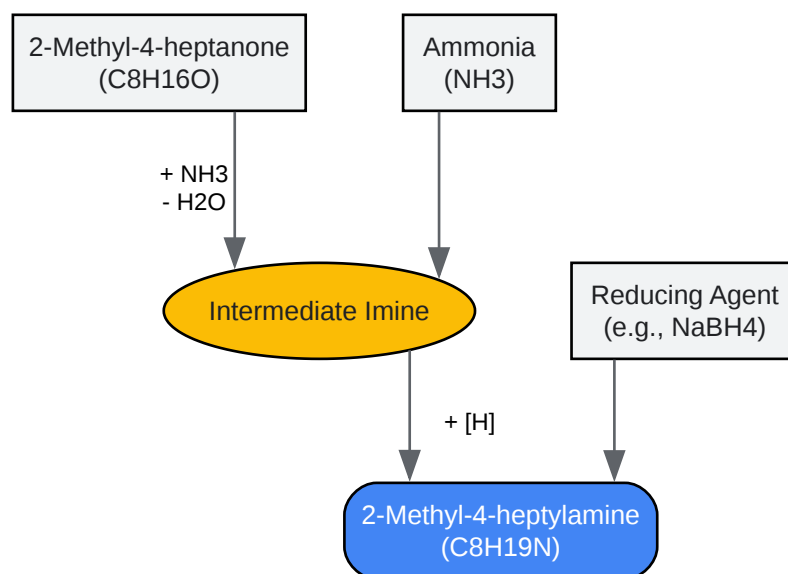 2-Methyl-4-heptanone
(C8H16O)
Ammonia
(NH3)
+ NH3
- H2O
Intermediate Imine
Reducing Agent
(e.g., NaBH4)
+ [H]
2-Methyl-4-heptylamine
(C8H19N)